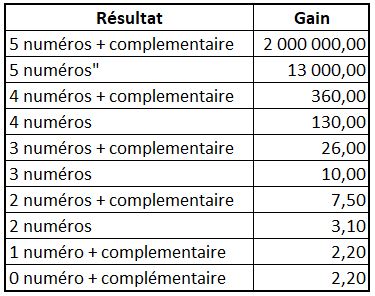 Résultat Gain
5 numéros + complementaire 2 000 000,00
5 numéros" 13 000,00
4 numéros + complementaire 360,00
4 numéros 130,00
3 numéros + complementaire 26,00
3 numéros 10,00
2 numéros + complementaire 7,50
2 numéros 3,10
1 numéro + complementaire 2,20
0 numéro + complémentaire 2,20